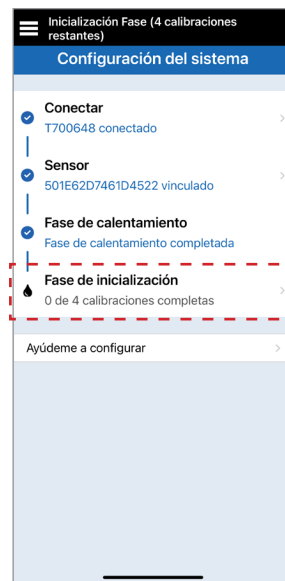 Inicialización Fase (4 calibraciones
restantes)
Configuración del sistema
Conectar
T700648 conectado
Sensor
501E62D7461D4522 vinculado
Fase de calentamiento
Fase de calentamiento completada
Fase de inicialización
0 de 4 calibraciones completas
Ayúdeme a configurar